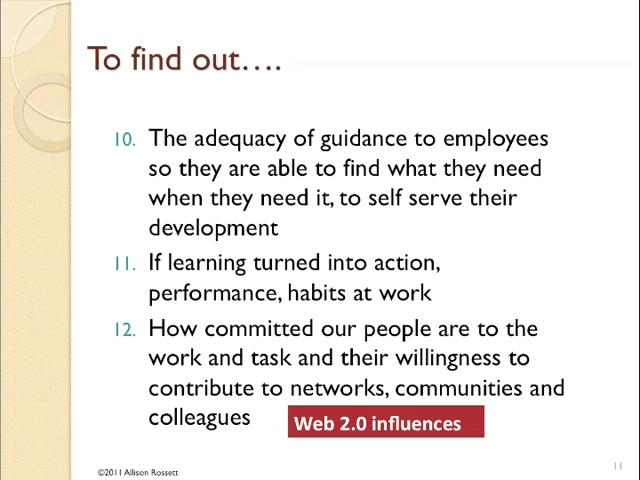 To find out….
10. The adequacy of guidance to employees
so they are able to find what they need
when they need it, to self serve their
development
11. If learning turned into action,
performance, habits at work
12. How committed our people are to the
work and task and their willingness to
contribute to networks, communities and
colleagues
Web 2.0 influences
©2011 Allison Rossett
11